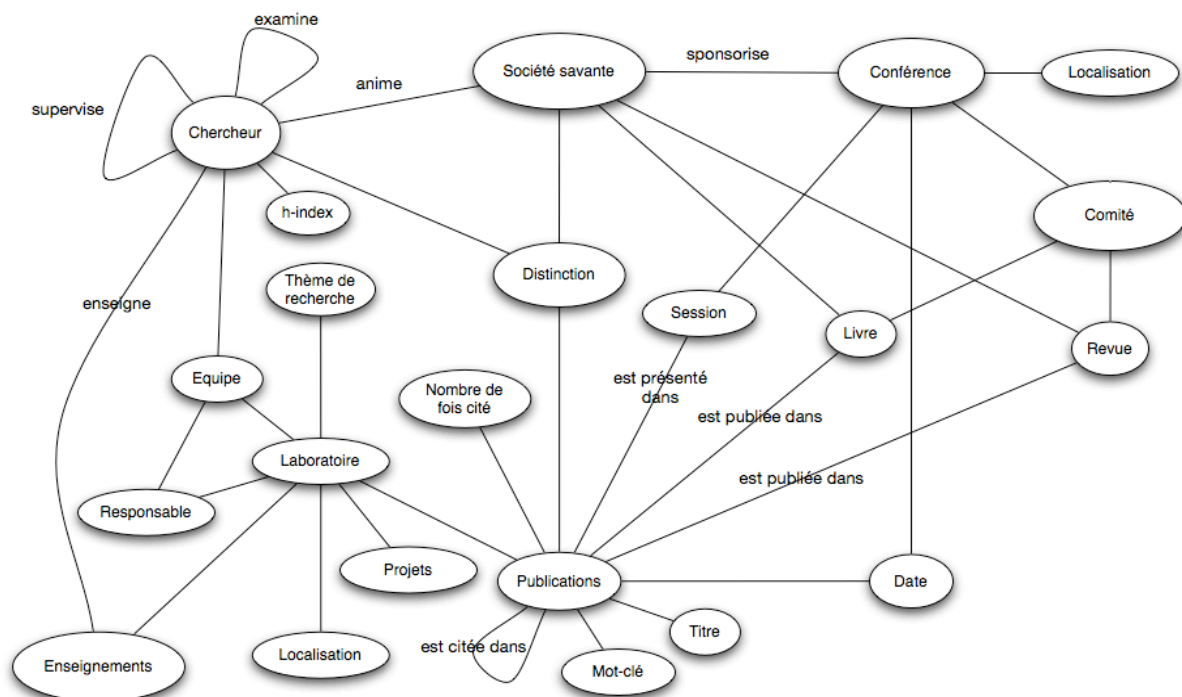 examine
sponsorise
Société savante
Conférence
Localisation
anime
supervise
Chercheur
h-index
Comité
Distinction
Thème de
recherche
enseigne
Session
Livre
Revue
Equipe
Nombre de
fois cité
est présenté
dans
est publiée dans
Laboratoire
est publiée dans
Responsable
Projets
Publications
Date
Titre
est citée dans
Enseignements
Localisation
Mot-clé